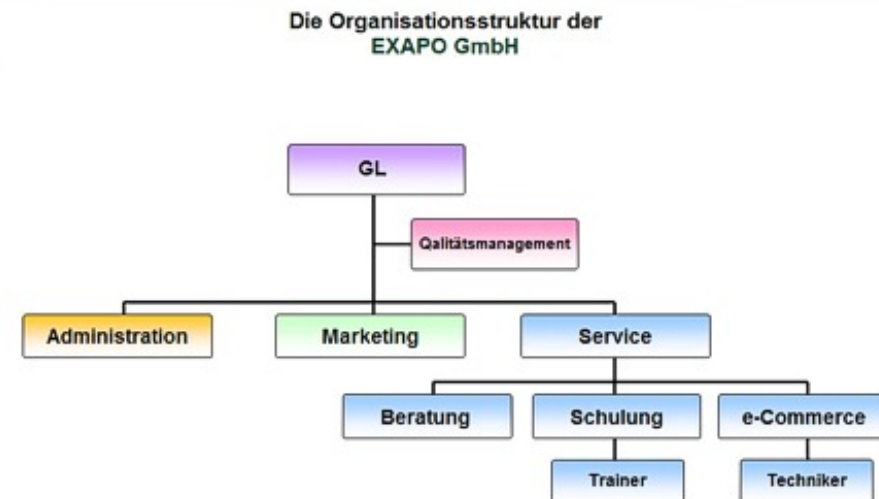 Die Organisationsstruktur der
EXAPO GmbH
GL
Qalitätsmanagement
Administration
Marketing
Service
Beratung
Schulung
e-Commerce
Trainer
Techniker